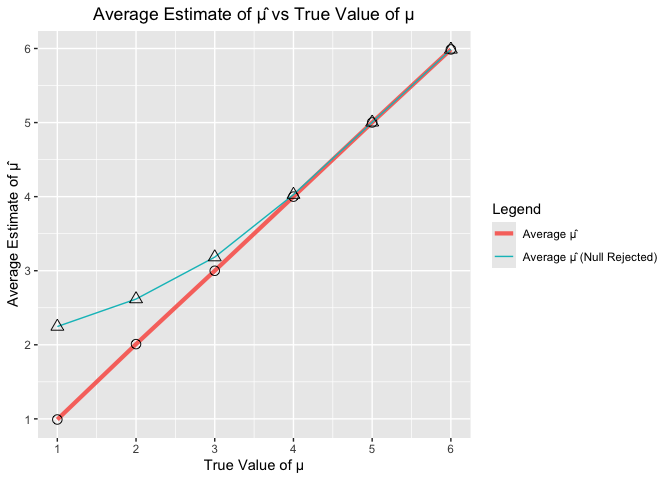 Average Estimate of μ̂ vs True Value of μ
Average Estimate of μ̂
6
5
4
3
2
1
1 2 3 4 5 6
True Value of μ
Legend
Average μ̂
Average μ̂ (Null Rejected)